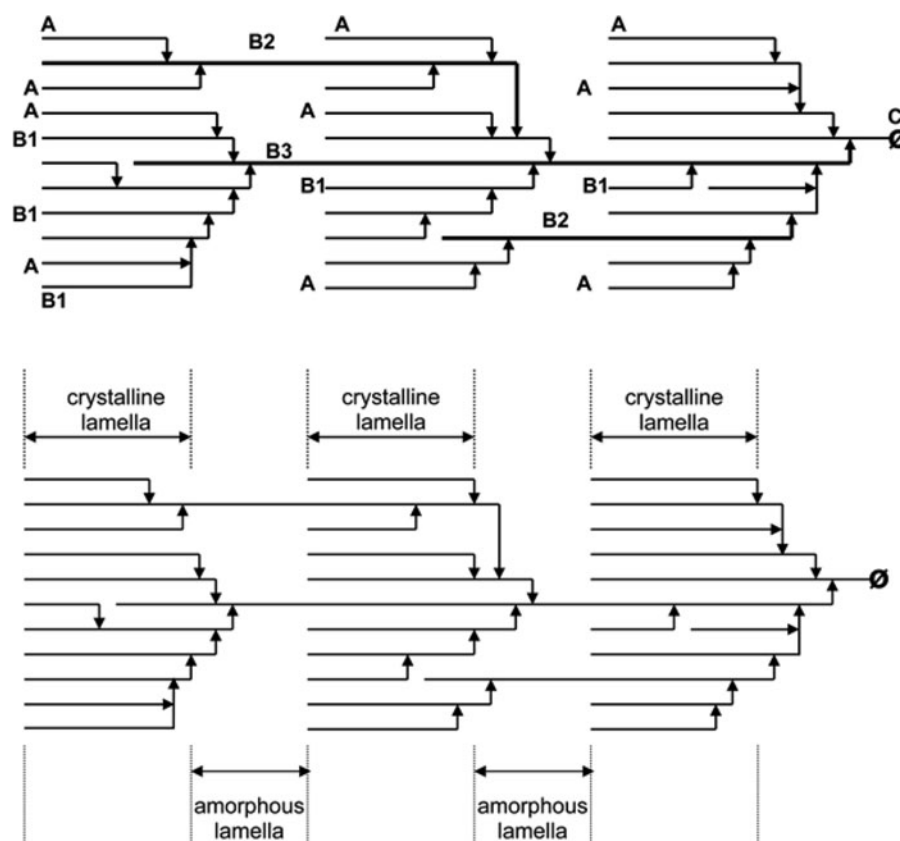 A
A
A
B2
A
A
A
B1
C
Ø
B3
B1
B1
B1
B2
A
A
A
B1
crystalline
lamella
crystalline
lamella
crystalline
lamella
Ø
amorphous
lamella
amorphous
lamella